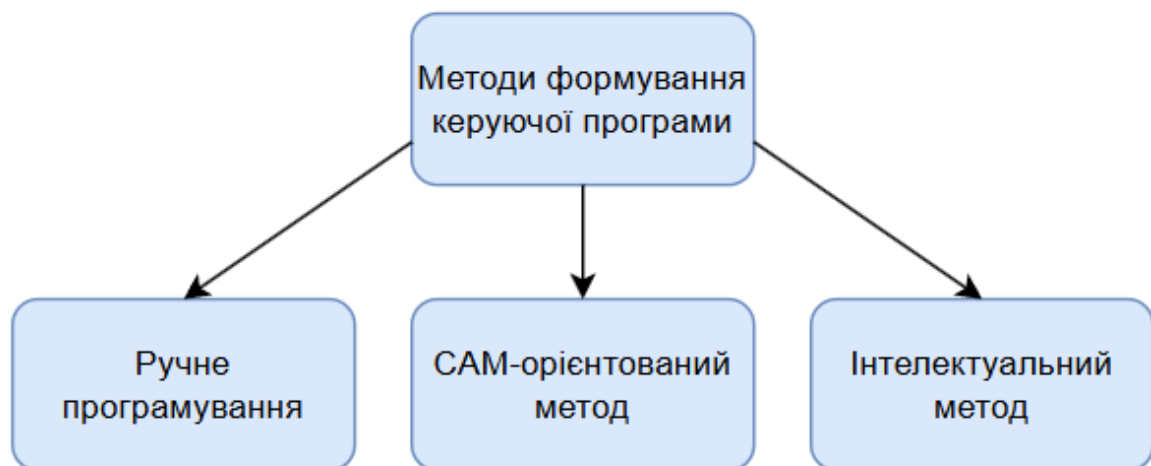 Методи формування
керуючої програми
Ручне
програмування
САМ-орієнтований
метод
Інтелектуальний
метод